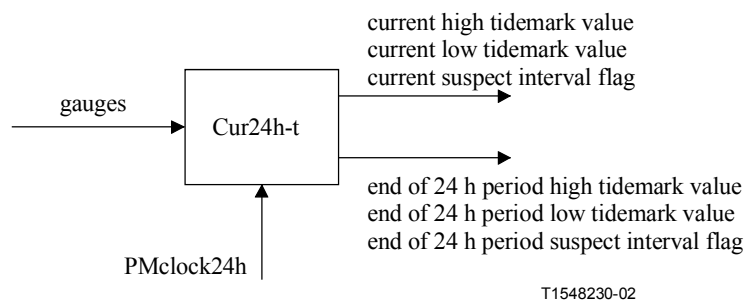 current high tidemark value
current low tidemark value
current suspect interval flag
gauges
Cur24h-t
end of 24 h period high tidemark value
end of 24 h period low tidemark value
end of 24 h period suspect interval flag
PMclock24h
T1548230-02